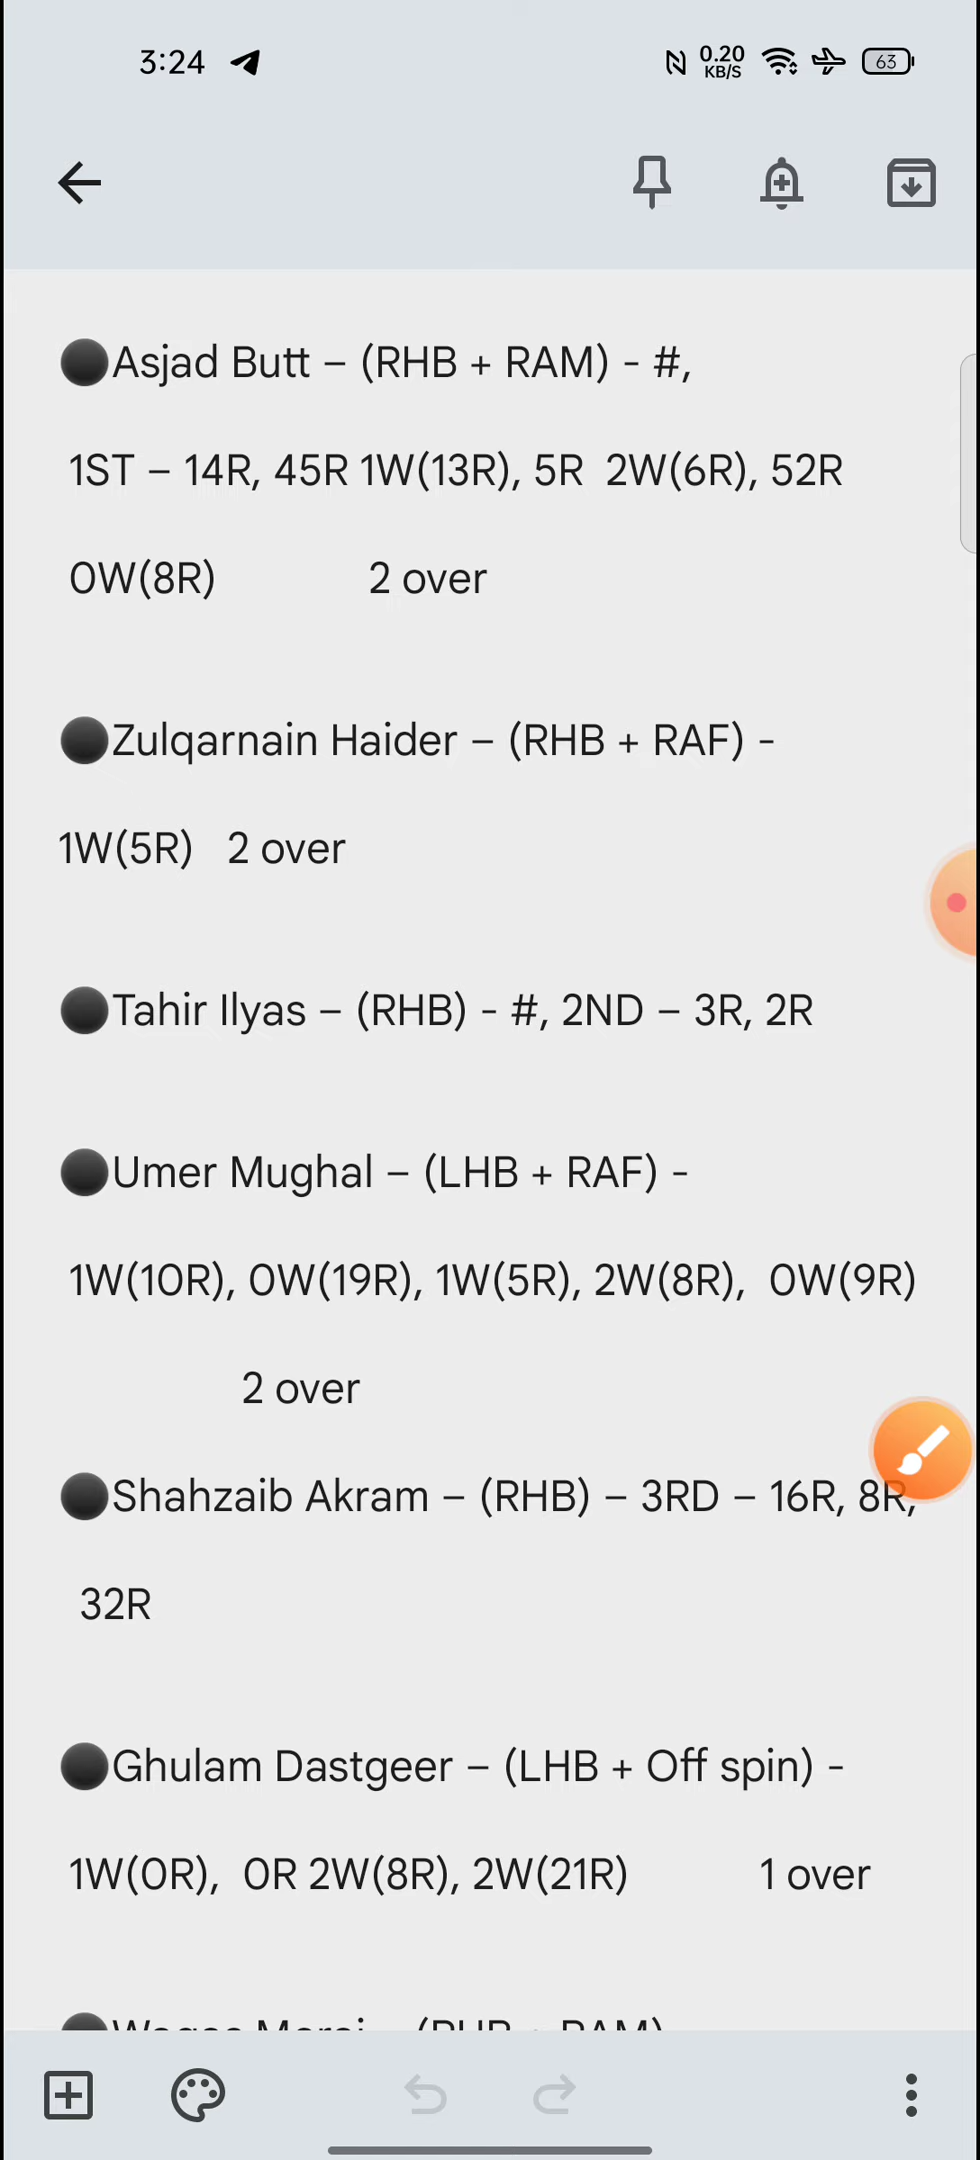 3:24
0.20
KB/S
63
⚫Asjad Butt – (RHB + RAM) - #,
1ST – 14R, 45R 1W(13R), 5R 2W(6R), 52R
0W(8R) 2 over
⚫Zulqarnain Haider – (RHB + RAF) -
1W(5R) 2 over
⚫Tahir Ilyas – (RHB) - #, 2ND – 3R, 2R
⚫Umer Mughal – (LHB + RAF) -
1W(10R), 0W(19R), 1W(5R), 2W(8R), 0W(9R)
2 over
⚫Shahzaib Akram – (RHB) – 3RD – 16R, 8R,
32R
⚫Ghulam Dastgeer – (LHB + Off spin) -
1W(0R), 0R 2W(8R), 2W(21R) 1 over